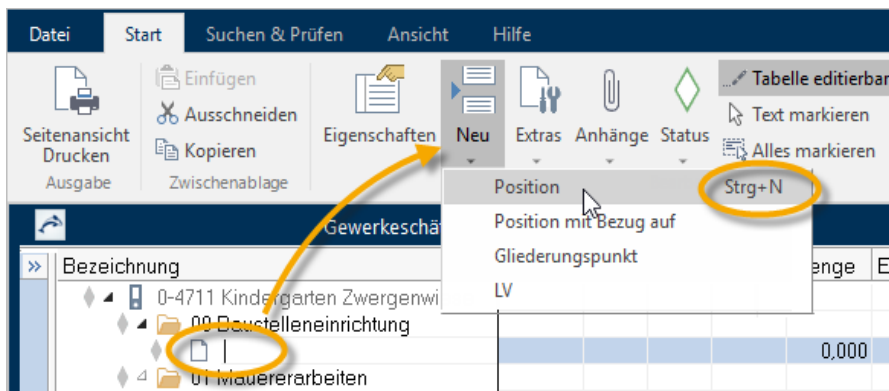 Datei Start Suchen & Prüfen Ansicht Hilfe
Einfügen
Ausschneiden
Kopieren
Seitenansicht
Drucken
Ausgabe
Zwischenablage
Eigenschaften
Neu
Extras
Anhänge
Status
Tabelle editierbar
Text markieren
Alles markieren
Position Strg+N
Position mit Bezug auf
Gliederungspunkt
LV
Bezeichnung
0-4711 Kindergarten
00 Baustelleneinrichtung
0,000
01 Mauererarbeiten